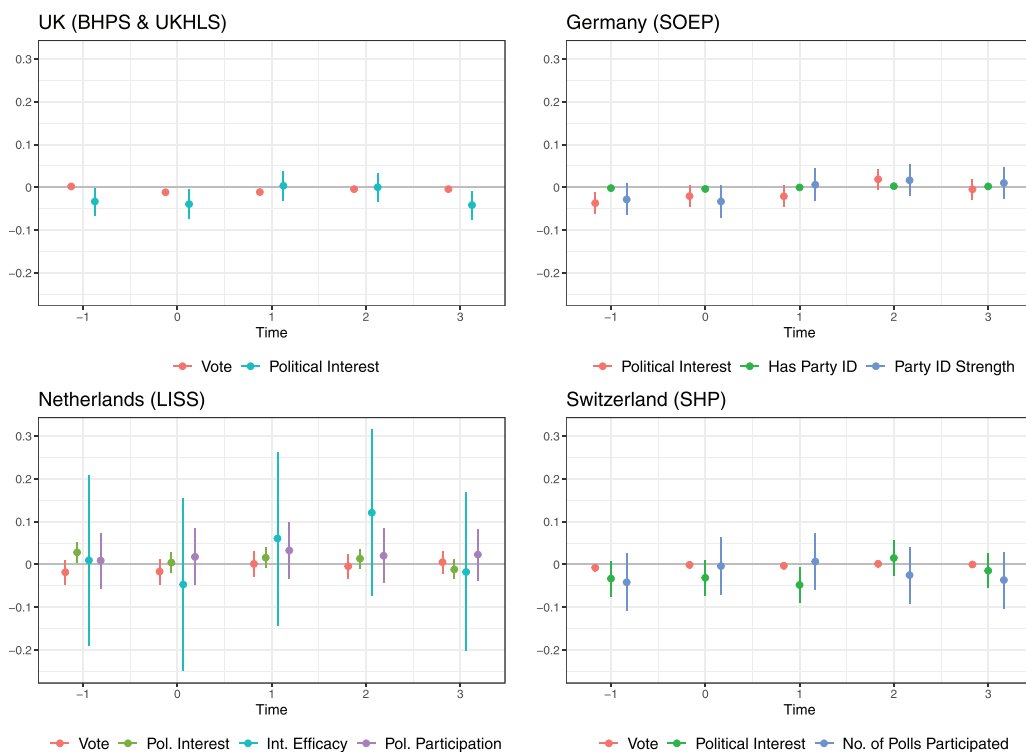 UK (BHPS & UKHLS)
0.3
0.2
0.1
0
−0.1
−0.2
−1 0 1 2 3
Time
Vote Political Interest
Germany (SOEP)
0.3
0.2
0.1
0
−0.1
−0.2
−1 0 1 2 3
Time
Political Interest Has Party ID Party ID Strength
Netherlands (LISS)
0.3
0.2
0.1
0
−0.1
−0.2
−1 0 1 2 3
Time
Vote Pol. Interest Int. Efficacy Pol. Participation
Switzerland (SHP)
0.3
0.2
0.1
0
−0.1
−0.2
−1 0 1 2 3
Time
Vote Political Interest No. of Polls Participated